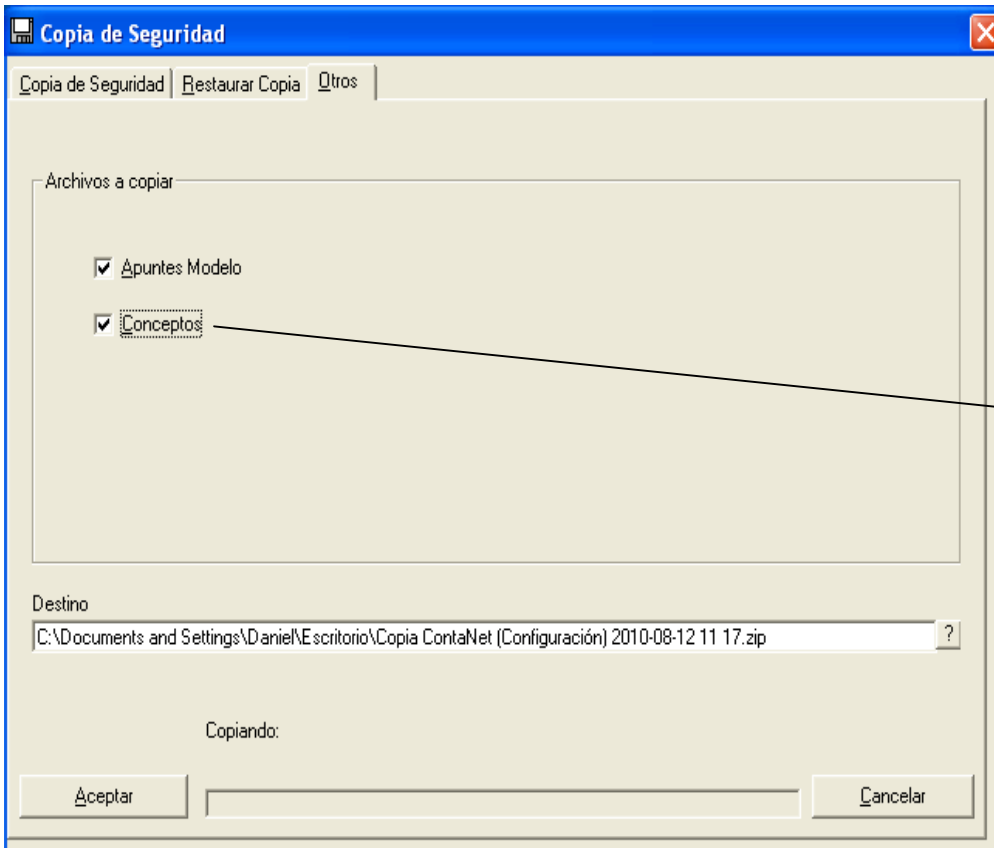 Copia de Seguridad
Copia de Seguridad Restaurar Copia Otros
Archivos a copiar
Apuntes Modelo
Conceptos
Destino
C:\Documents and Settings\Daniel\Escritorio\Copia ContaNet (Configuración) 2010-08-12 11 17.zip ?
Copiando:
Aceptar Cancelar